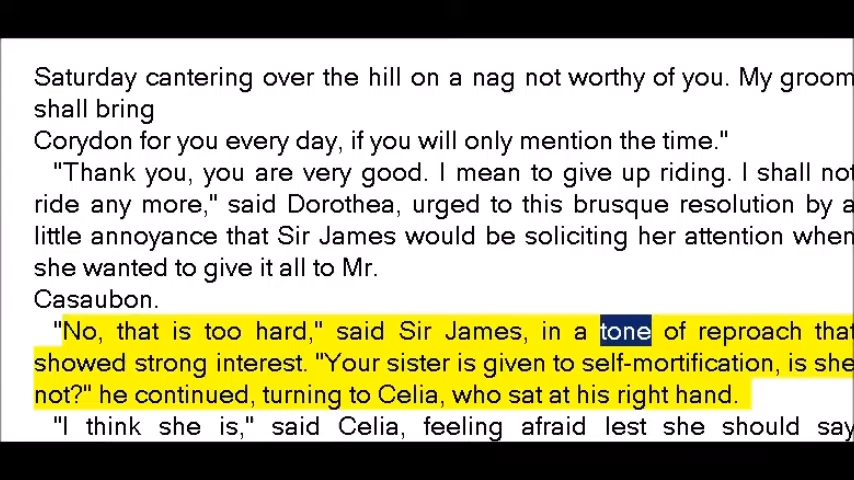 Saturday cantering over the hill on a nag not worthy of you. My groom
shall bring
Corydon for you every day, if you will only mention the time."
"Thank you, you are very good. I mean to give up riding. I shall not
ride any more," said Dorothea, urged to this brusque resolution by a
little annoyance that Sir James would be soliciting her attention when
she wanted to give it all to Mr.
Casaubon.
"No, that is too hard," said Sir James, in a tone of reproach that
showed strong interest. "Your sister is given to self-mortification, is she
not?" he continued, turning to Celia, who sat at his right hand.
"I think she is," said Celia, feeling afraid lest she should say